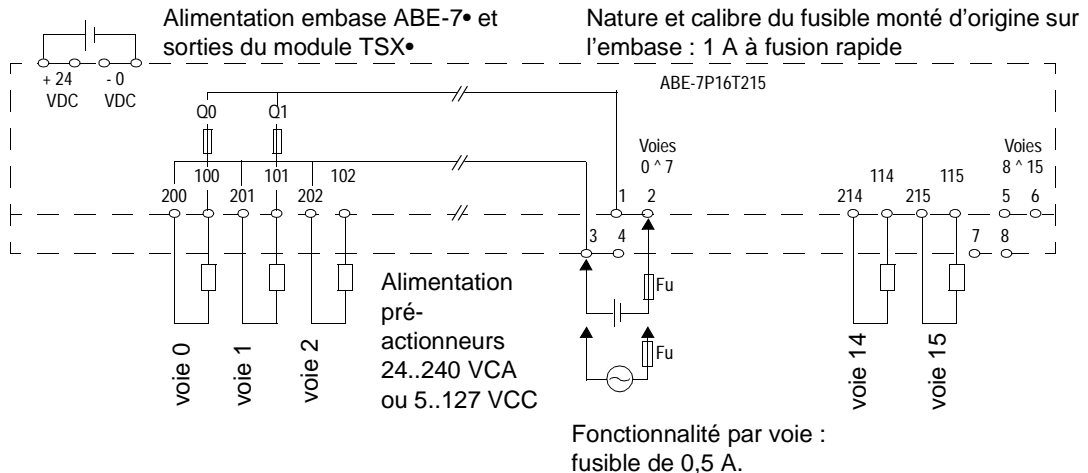 Alimentation embase ABE-7• et
sorties du module TSX•
Nature et calibre du fusible monté d'origine sur
l'embase : 1 A à fusion rapide
+ 24
VDC
- 0
VDC
ABE-7P16T215
Q0
Q1
Voies
0 ^ 7
Voies
8 ^ 15
200
100
201
101
202
102
1
2
214
114
215
115
5
6
3
4
7
8
Alimentation
pré-
actionneurs
24..240 VCA
ou 5..127 VCC
Fu
Fu
voie 0
voie 1
voie 2
voie 14
voie 15
Fonctionnalité par voie :
fusible de 0,5 A.